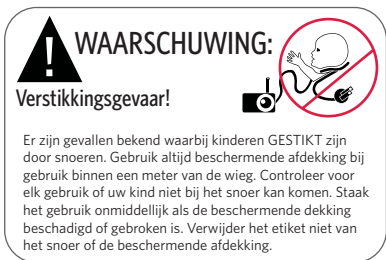 WAARSCHUWING:
Verstikkingsgevaar!
Er zijn gevallen bekend waarbij kinderen GESTIKT zijn
door snoeren. Gebruik altijd beschermende afdekking bij
gebruik binnen een meter van de wieg. Controleer voor
elk gebruik of uw kind niet bij het snoer kan komen. Staak
het gebruik onmiddellijk als de beschermende dekking
beschadigd of gebroken is. Verwijder het etiket niet van
het snoer of de beschermende afdekking.